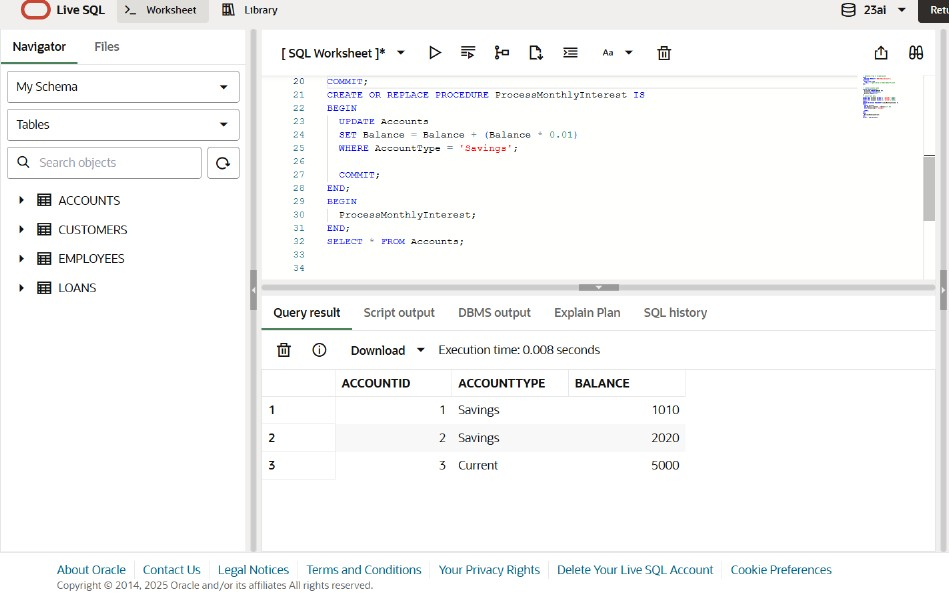 Live SQL
>_ Worksheet
Library
23ai
Navigator
Files
My Schema
Tables
Search objects
ACCOUNTS
CUSTOMERS
EMPLOYEES
LOANS
[ SQL Worksheet ]*
Aa
20 COMMIT;
21 CREATE OR REPLACE PROCEDURE ProcessMonthlyInterest IS
22 BEGIN
23 UPDATE Accounts
24 SET Balance = Balance + (Balance * 0.01)
25 WHERE AccountType = 'Savings';
26
27 COMMIT;
28 END;
29 BEGIN
30 ProcessMonthlyInterest;
31 END;
32 SELECT * FROM Accounts;
33
34
Query result Script output DBMS output Explain Plan SQL history
Download Execution time: 0.008 seconds
ACCOUNTID ACCOUNTTYPE BALANCE
1 1 Savings 1010
2 2 Savings 2020
3 3 Current 5000
About Oracle Contact Us Legal Notices Terms and Conditions Your Privacy Rights Delete Your Live SQL Account Cookie Preferences
Copyright © 2014, 2025 Oracle and/or its affiliates All rights reserved.